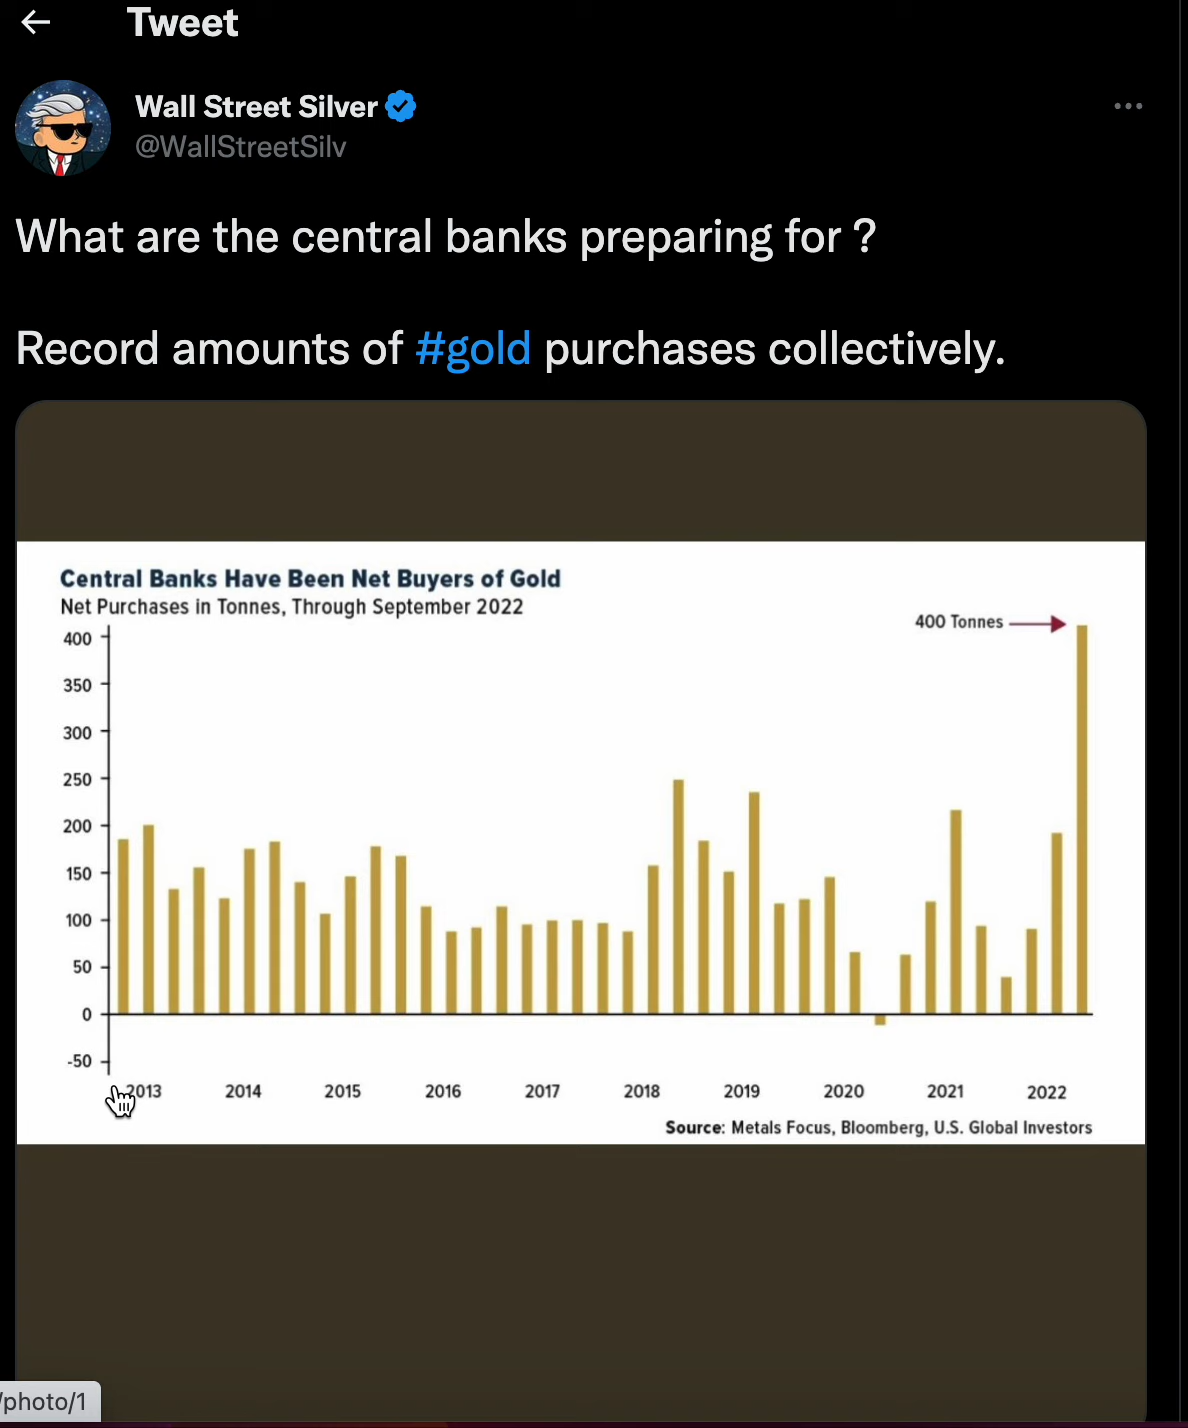 Tweet
Wall Street Silver
@WallStreetSilv
What are the central banks preparing for ?
Record amounts of #gold purchases collectively.
Central Banks Have Been Net Buyers of Gold
Net Purchases in Tonnes, Through September 2022
400 Tonnes
400
350
300
250
200
150
100
50
0
-50
2013 2014 2015 2016 2017 2018 2019 2020 2021 2022
Source: Metals Focus, Bloomberg, U.S. Global Investors
/photo/1